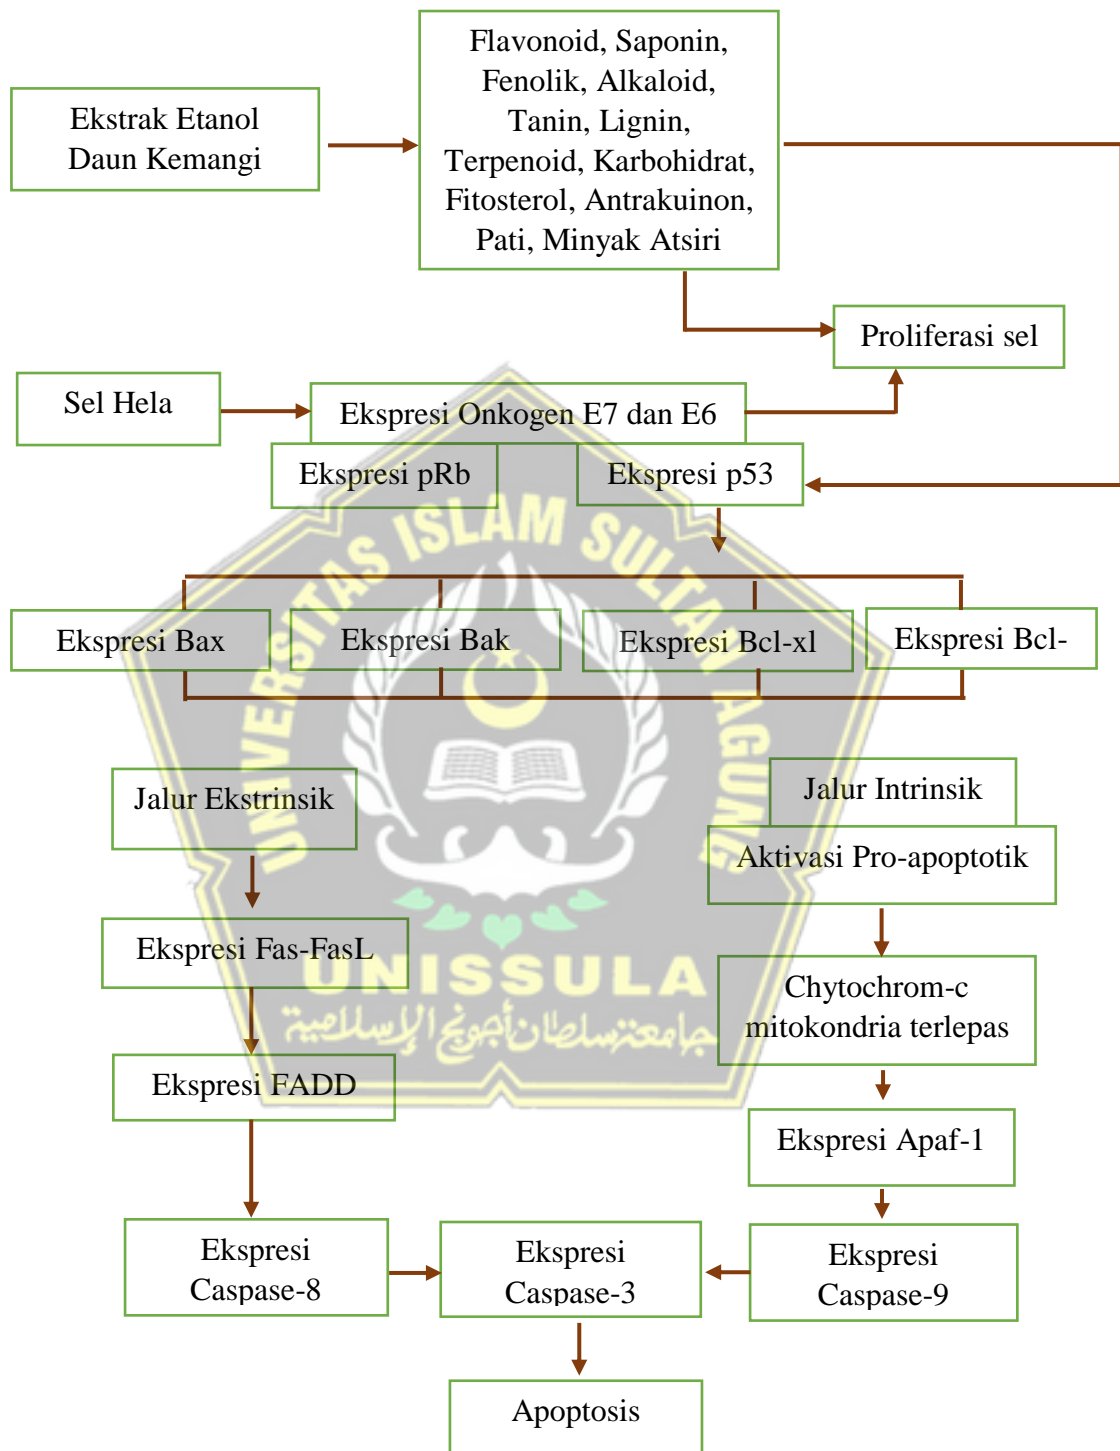 Flavonoid, Saponin,
Fenolik, Alkaloid,
Tanin, Lignin,
Terpenoid, Karbohidrat,
Fitosterol, Antrakuinon,
Pati, Minyak Atsiri
Ekstrak Etanol
Daun Kemangi
Proliferasi sel
Sel Hela
Ekspresi Onkogen E7 dan E6
Ekspresi pRb
Ekspresi p53
UNIVERSITAS ISLAM SULTAN AGUNG
Ekspresi Bax
Ekspresi Bak
Ekspresi Bcl-xl
Ekspresi Bcl-
Jalur Ekstrinsik
Jalur Intrinsik
Aktivasi Pro-apoptotik
Ekspresi Fas-FasL
UNISSULA
جامعتنسلطان أجونج الإسلامية
Chytochrom-c
mitokondria terlepas
Ekspresi FADD
Ekspresi Apaf-1
Ekspresi
Caspase-8
Ekspresi
Caspase-3
Ekspresi
Caspase-9
Apoptosis